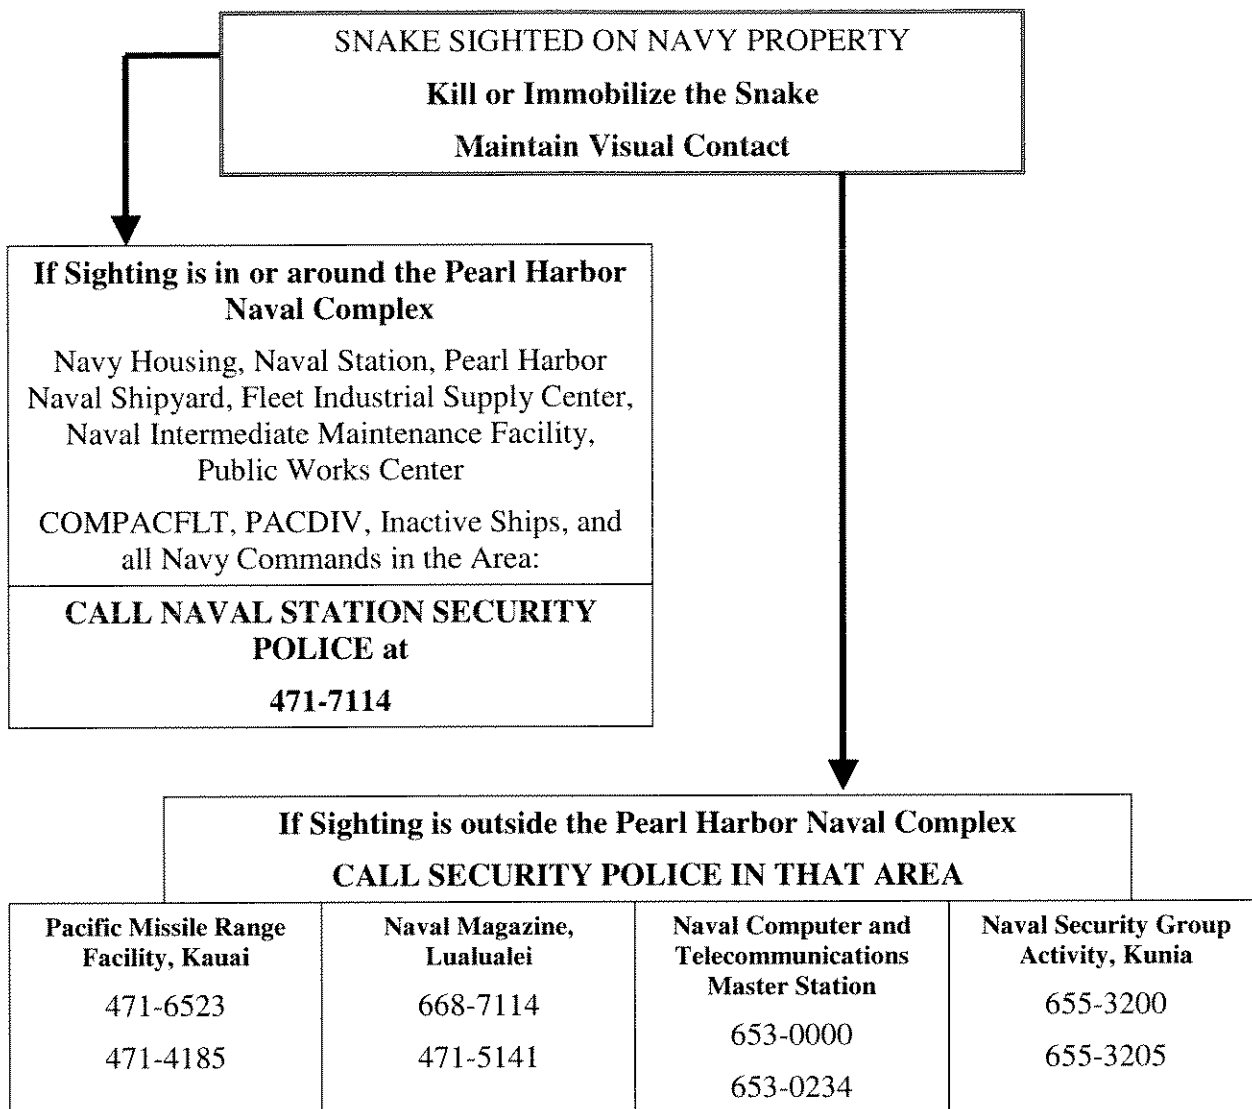 SNAKE SIGHTED ON NAVY PROPERTY
Kill or Immobilize the Snake
Maintain Visual Contact
If Sighting is in or around the Pearl Harbor
Naval Complex
Navy Housing, Naval Station, Pearl Harbor
Naval Shipyard, Fleet Industrial Supply Center,
Naval Intermediate Maintenance Facility,
Public Works Center
COMPACFLT, PACDIV, Inactive Ships, and
all Navy Commands in the Area:
CALL NAVAL STATION SECURITY
POLICE at
471-7114
If Sighting is outside the Pearl Harbor Naval Complex
CALL SECURITY POLICE IN THAT AREA
Pacific Missile Range
Facility, Kauai
471-6523
471-4185
Naval Magazine,
Lualualei
668-7114
471-5141
Naval Computer and
Telecommunications
Master Station
653-0000
653-0234
Naval Security Group
Activity, Kunia
655-3200
655-3205